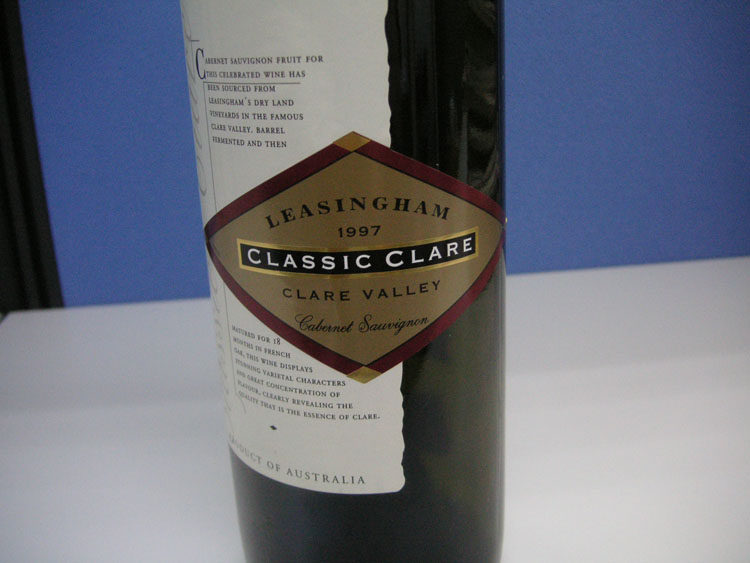 CABERNET SAUVIGNON FRUIT FOR
THIS CELEBRATED WINE HAS
BEEN SOURCED FROM
LEASINGHAM'S DRY LAND
VINEYARDS IN THE FAMOUS
CLARE VALLEY. BARREL
FERMENTED AND THEN
LEASINGHAM
1997
CLASSIC CLARE
CLARE VALLEY
Cabernet Sauvignon
MATURED FOR 18
MONTHS IN FRENCH
OAK, THIS WINE DISPLAYS
STUNNING VARIETAL CHARACTERS
AND GREAT CONCENTRATION OF
FLAVOUR, CLEARLY REVEALING THE
QUALITY THAT IS THE ESSENCE OF CLARE.
PRODUCT OF AUSTRALIA